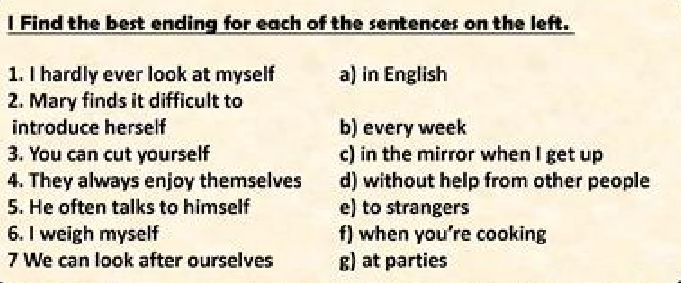 I Find the best ending for each of the sentences on the left.
1. I hardly ever look at myself a) in English
2. Mary finds it difficult to
introduce herself b) every week
3. You can cut yourself c) in the mirror when I get up
4. They always enjoy themselves d) without help from other people
5. He often talks to himself e) to strangers
6. I weigh myself f) when you're cooking
7 We can look after ourselves g) at parties